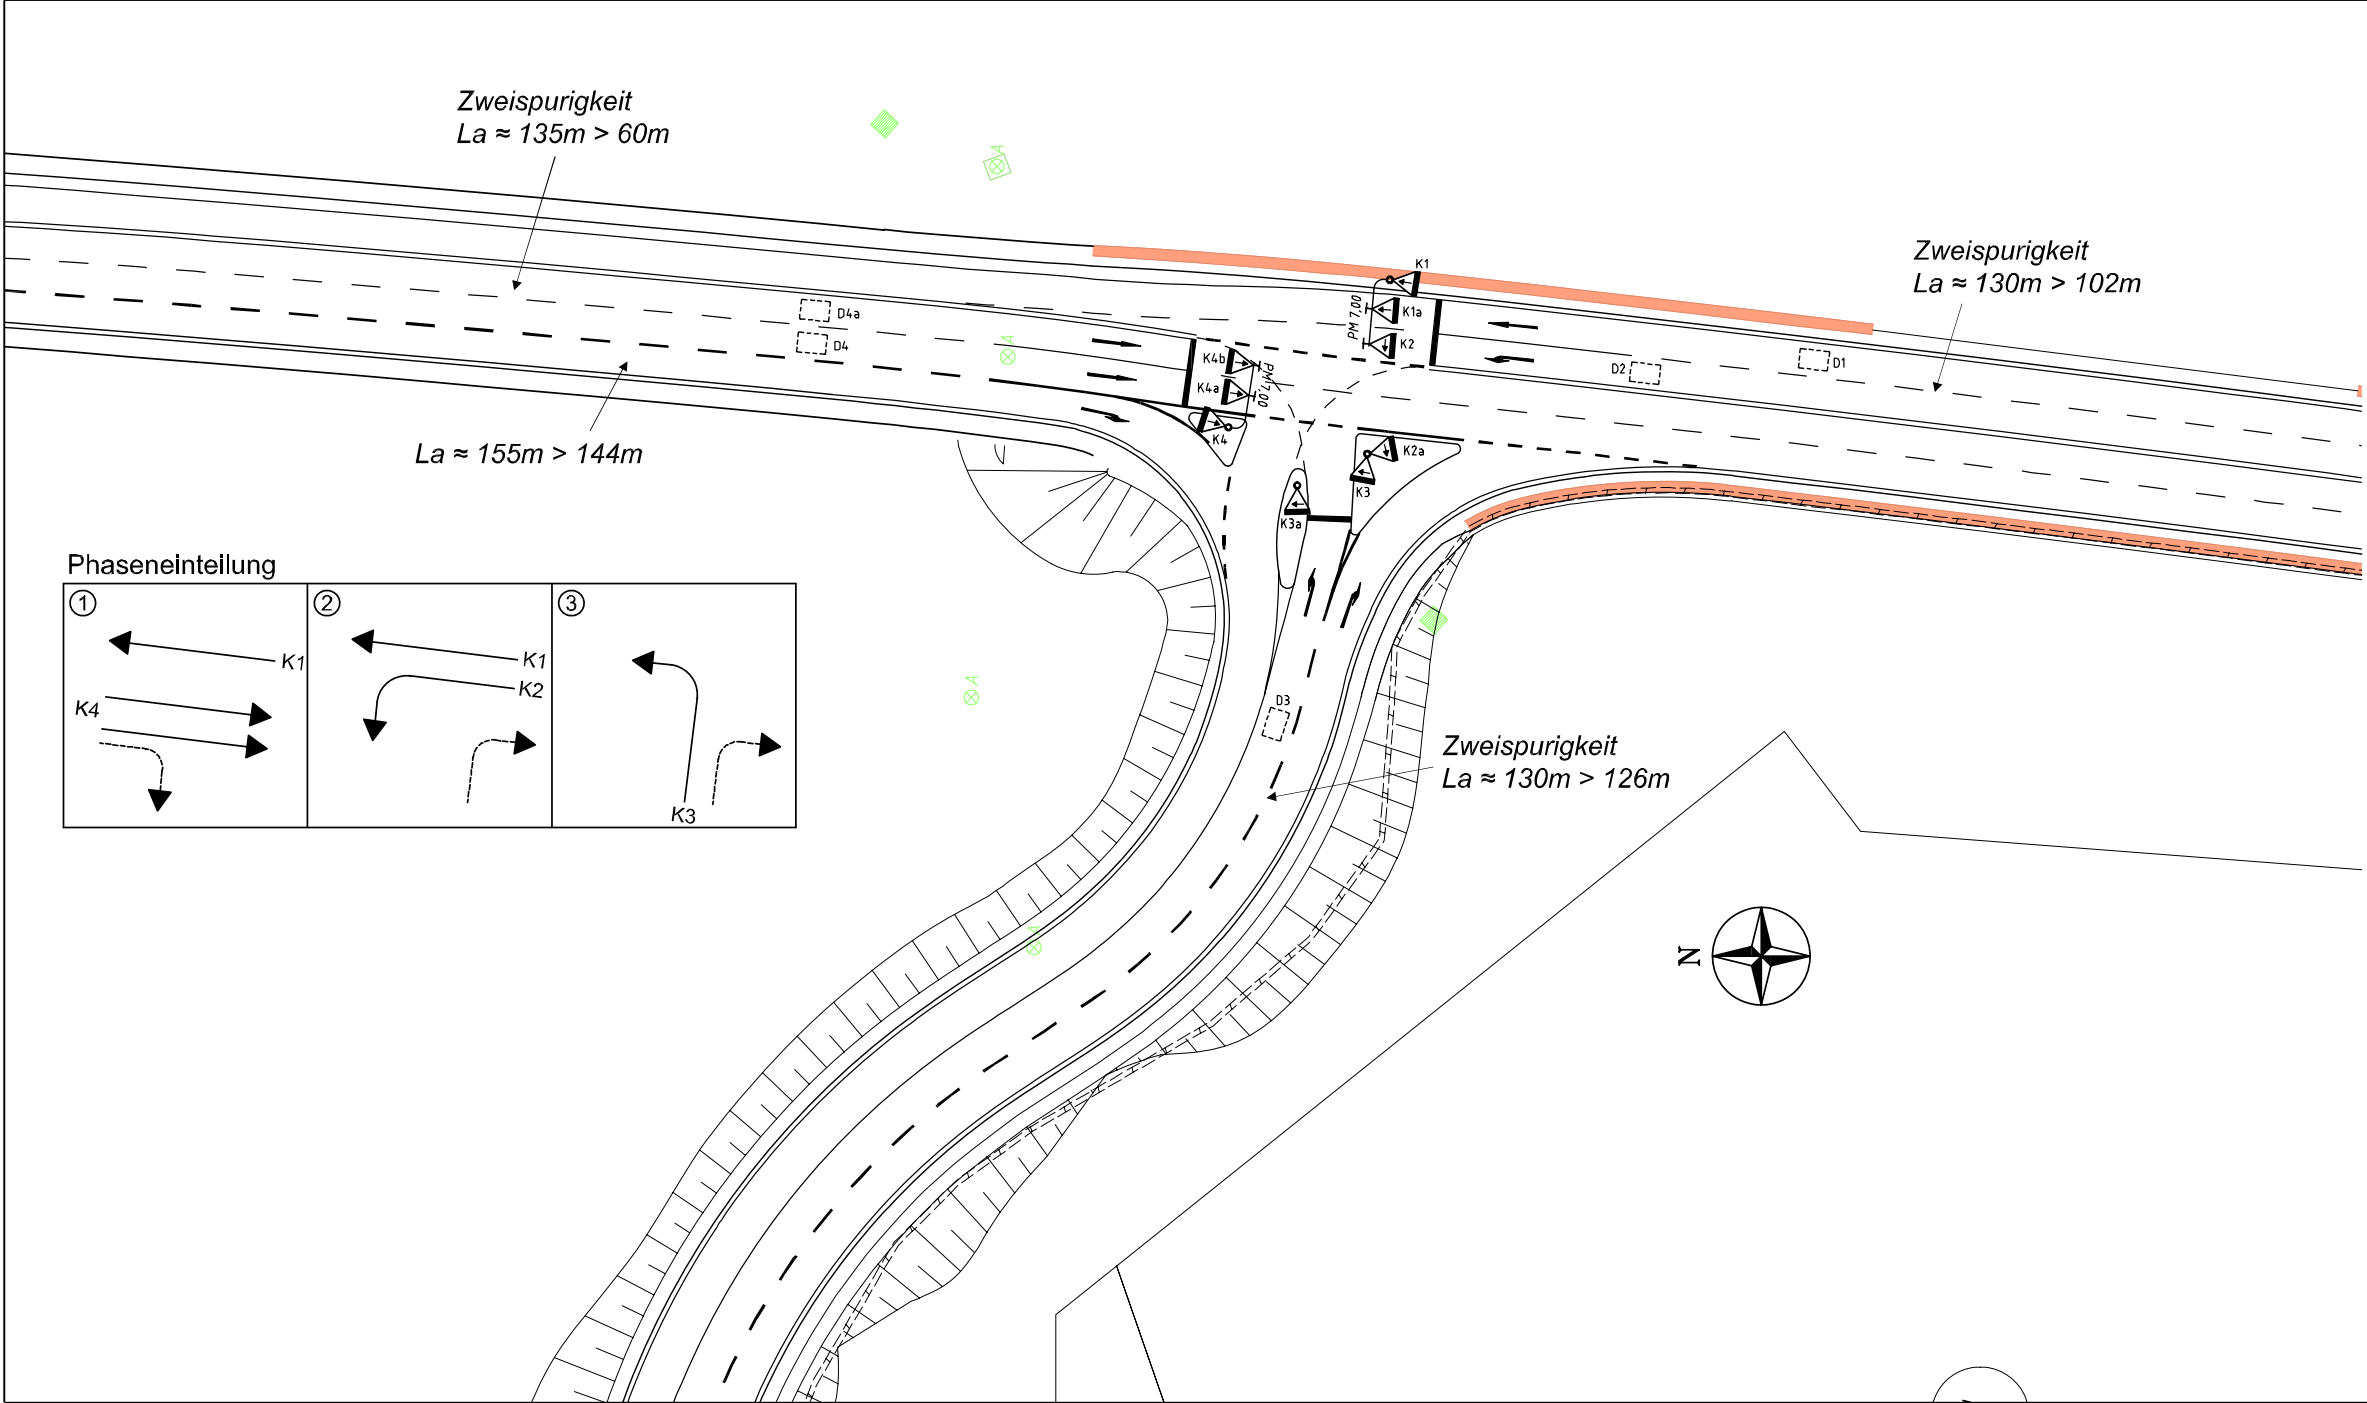 Zweispurigkeit
La ≈ 135m > 60m
A
Zweispurigkeit
La ≈ 130m > 102m
K1
PM 7,00
K1a
K2
D4a
D4
A
K4b
K4a
PM 7,00
K4
D2
D1
La ≈ 155m > 144m
K2a
K3
K3a
Phaseneinteilung
1
K1
K4
2
K1
K2
3
K3
A
D3
Zweispurigkeit
La ≈ 130m > 126m
A
N